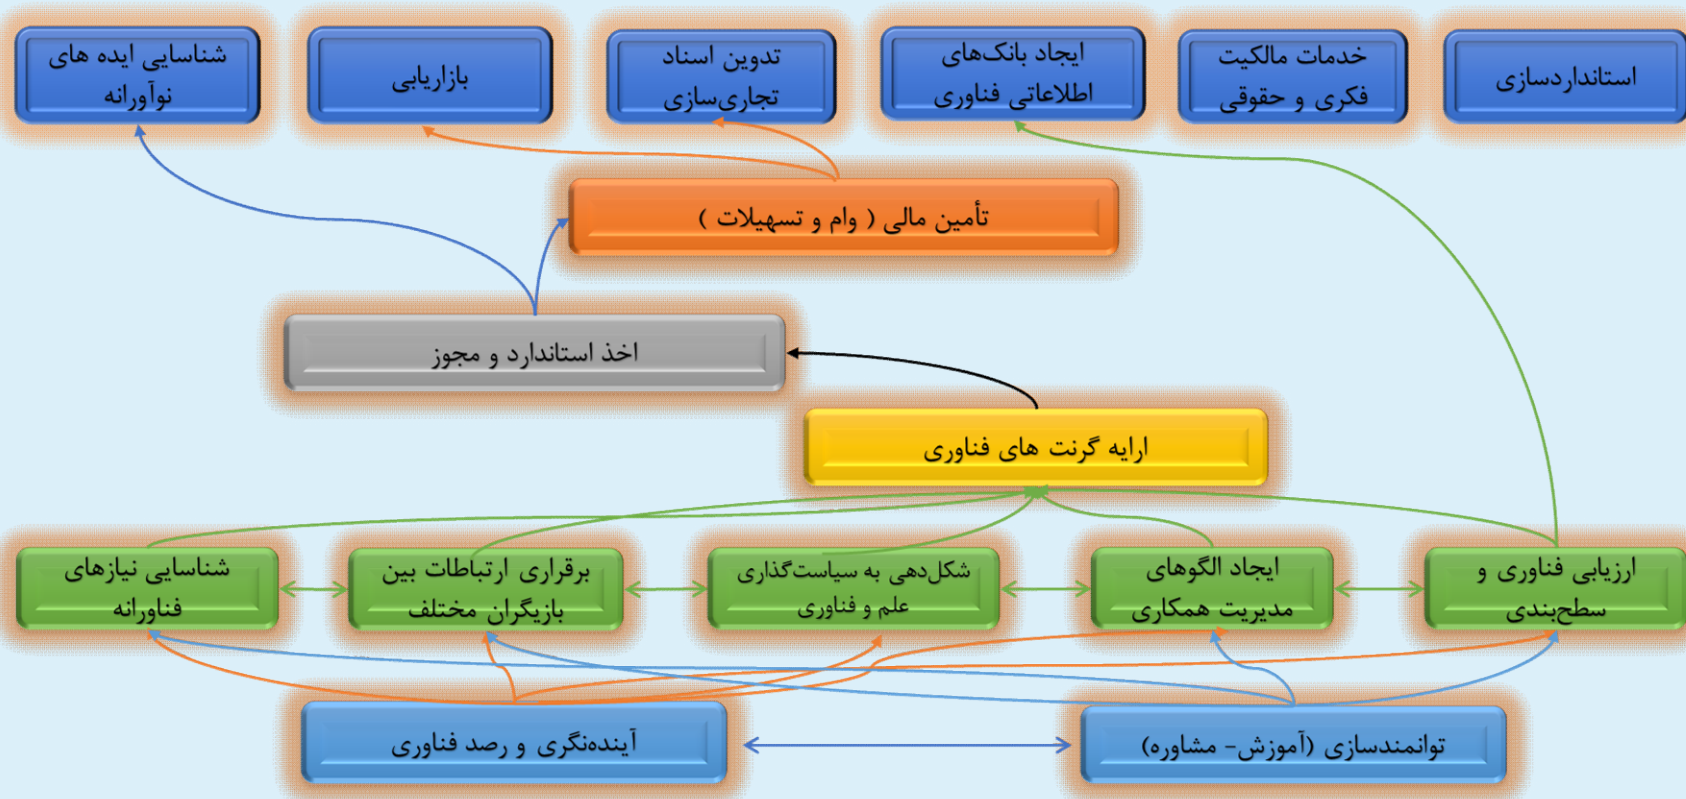 استانداردسازی
خدمات مالکیت
فکری و حقوقی
ایجاد بانک‌های
اطلاعاتی فناوری
تدوین اسناد
تجاری‌سازی
بازاریابی
شناسایی ایده های
نوآورانه
تأمین مالی ( وام و تسهیلات )
اخذ استاندارد و مجوز
ارایه گرنت های فناوری
ارزیابی فناوری و
سطح‌بندی
ایجاد الگوهای
مدیریت همکاری
شکل‌دهی به سیاست‌گذاری
علم و فناوری
برقراری ارتباطات بین
بازیگران مختلف
شناسایی نیازهای
فناورانه
توانمندسازی (آموزش- مشاوره)
آینده‌نگری و رصد فناوری